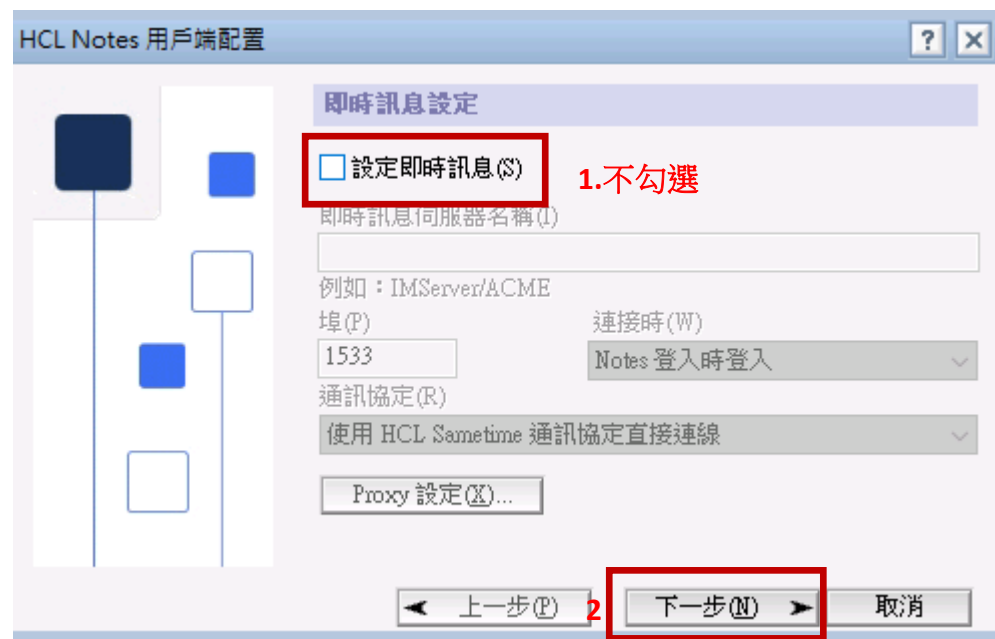 HCL Notes 用戶端配置
即時訊息設定
設定即時訊息(S)
1.不勾選
即時訊息伺服器名稱(I)
例如：IMServer/ACME
埠(P) 連接時(W)
1533 Notes 登入時登入
通訊協定(R)
使用 HCL Sametime 通訊協定直接連線
Proxy 設定(X)...
上一步(P) 2 下一步(N) 取消